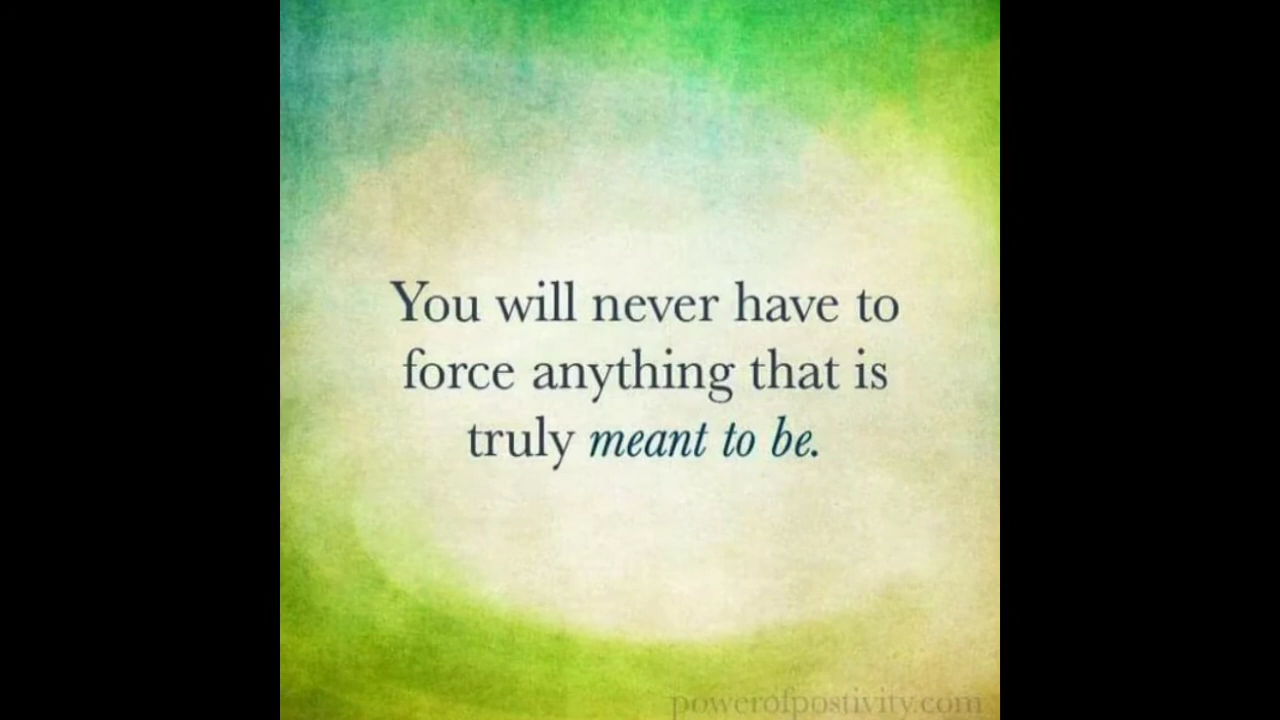 You will never have to
force anything that is
truly meant to be.
powerofpostivity.com